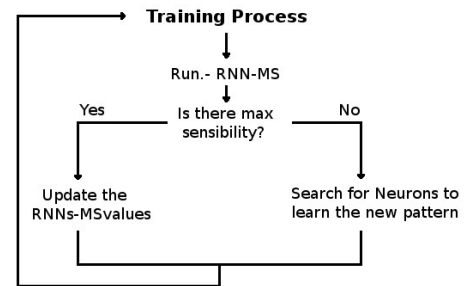 Training Process
Run.- RNN-MS
Is there max
sensibility?
Yes
No
Update the
RNNs-MSvalues
Search for Neurons to
learn the new pattern